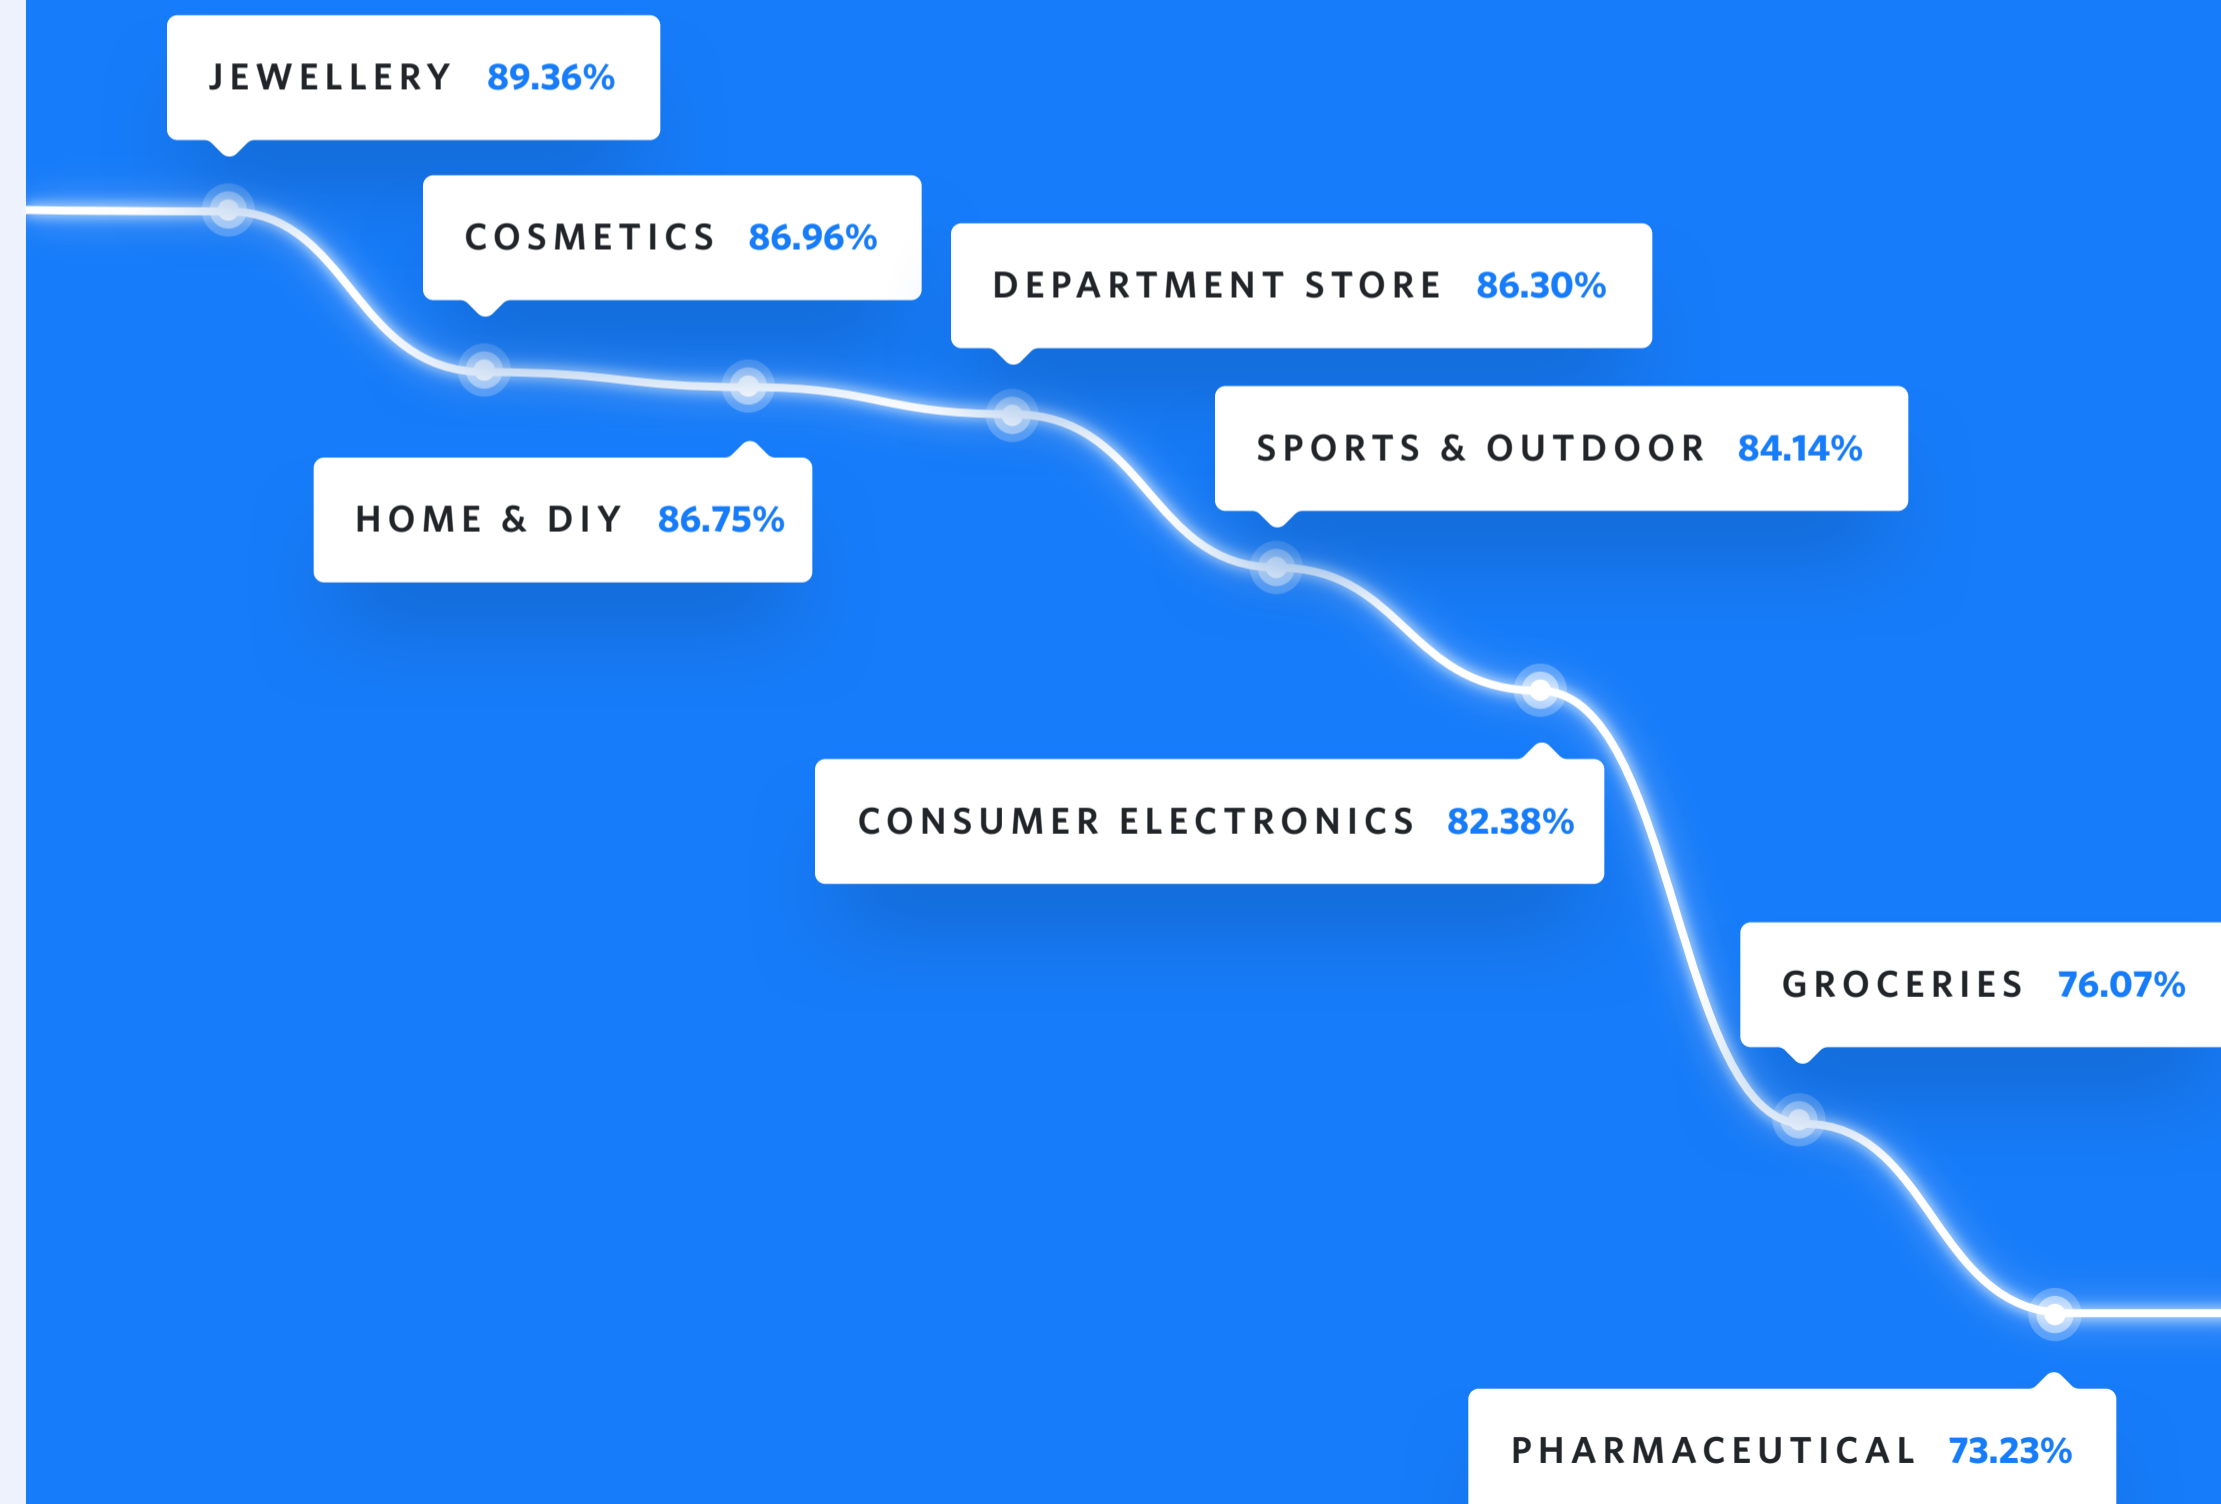 JEWELLERY 89.36%
COSMETICS 86.96%
DEPARTMENT STORE 86.30%
SPORTS & OUTDOOR 84.14%
HOME & DIY 86.75%
CONSUMER ELECTRONICS 82.38%
GROCERIES 76.07%
PHARMACEUTICAL 73.23%